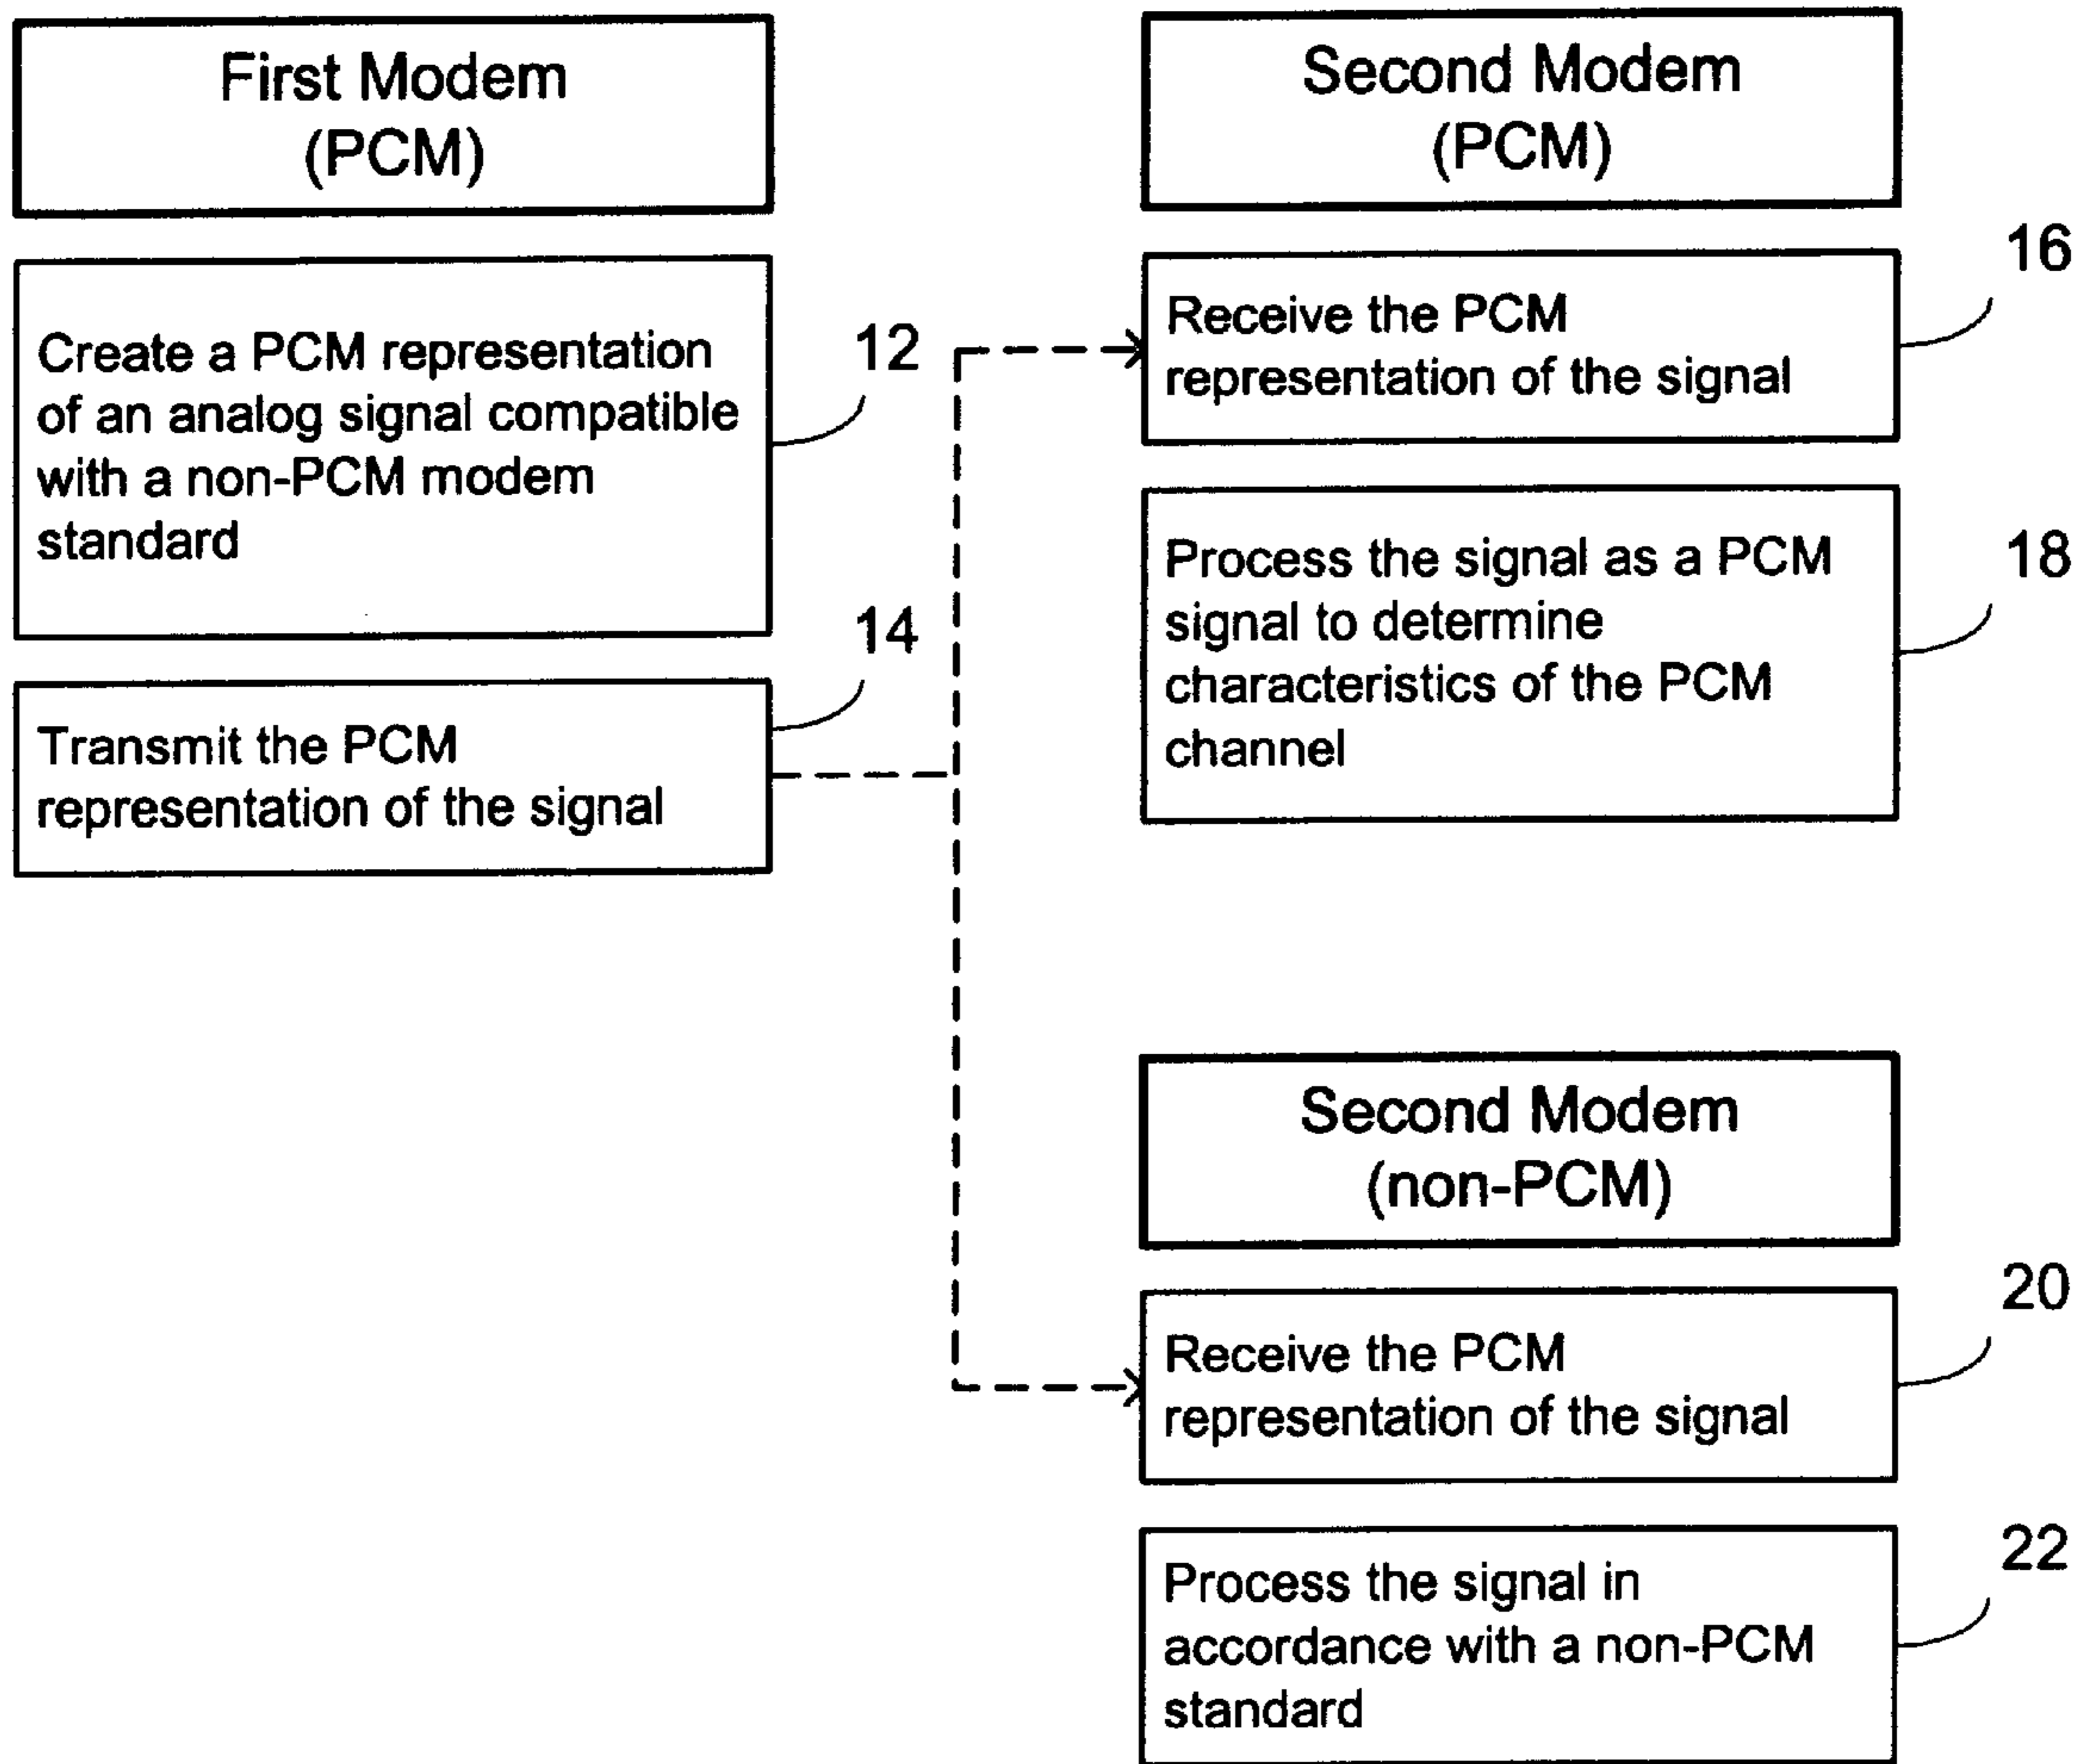 First Modem
(PCM)
Create a PCM representation
of an analog signal compatible
with a non-PCM modem
standard
12
Transmit the PCM
representation of the signal
14
Second Modem
(PCM)
Receive the PCM
representation of the signal
16
Process the signal as a PCM
signal to determine
characteristics of the PCM
channel
18
Second Modem
(non-PCM)
Receive the PCM
representation of the signal
20
Process the signal in
accordance with a non-PCM
standard
22